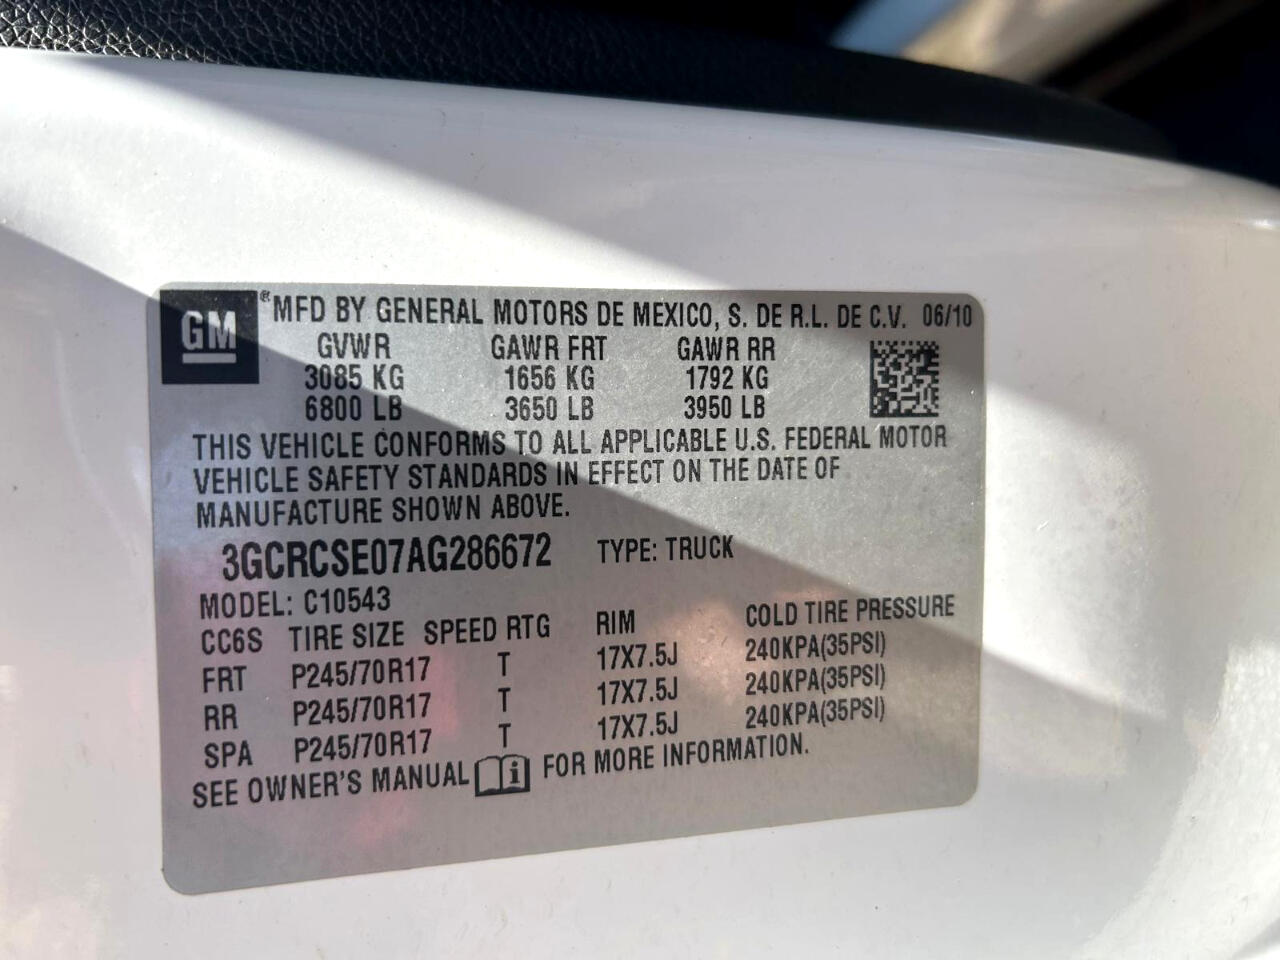 GM ® MFD BY GENERAL MOTORS DE MEXICO, S. DE R.L. DE C.V. 06/10
GVWR GAWR FRT GAWR RR
3085 KG 1656 KG 1792 KG
6800 LB 3650 LB 3950 LB
THIS VEHICLE CONFORMS TO ALL APPLICABLE U.S. FEDERAL MOTOR
VEHICLE SAFETY STANDARDS IN EFFECT ON THE DATE OF
MANUFACTURE SHOWN ABOVE.
3GCRCSE07AG286672 TYPE: TRUCK
MODEL: C10543
CC6S TIRE SIZE SPEED RTG RIM COLD TIRE PRESSURE
FRT P245/70R17 T 17X7.5J 240KPA(35PSI)
RR P245/70R17 T 17X7.5J 240KPA(35PSI)
SPA P245/70R17 T 17X7.5J 240KPA(35PSI)
SEE OWNER'S MANUAL i FOR MORE INFORMATION.